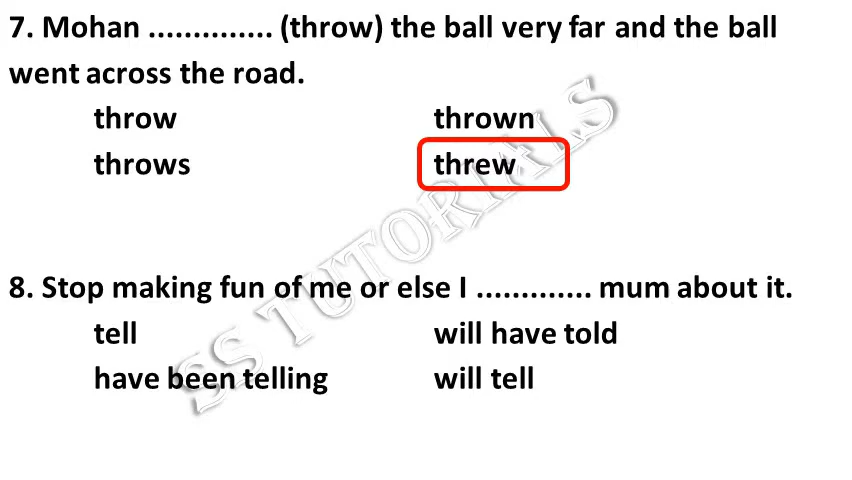 7. Mohan .............. (throw) the ball very far and the ball
went across the road.
throw thrown
throws threw
8. Stop making fun of me or else I ............. mum about it.
tell will have told
have been telling will tell
SS TUTORIALS